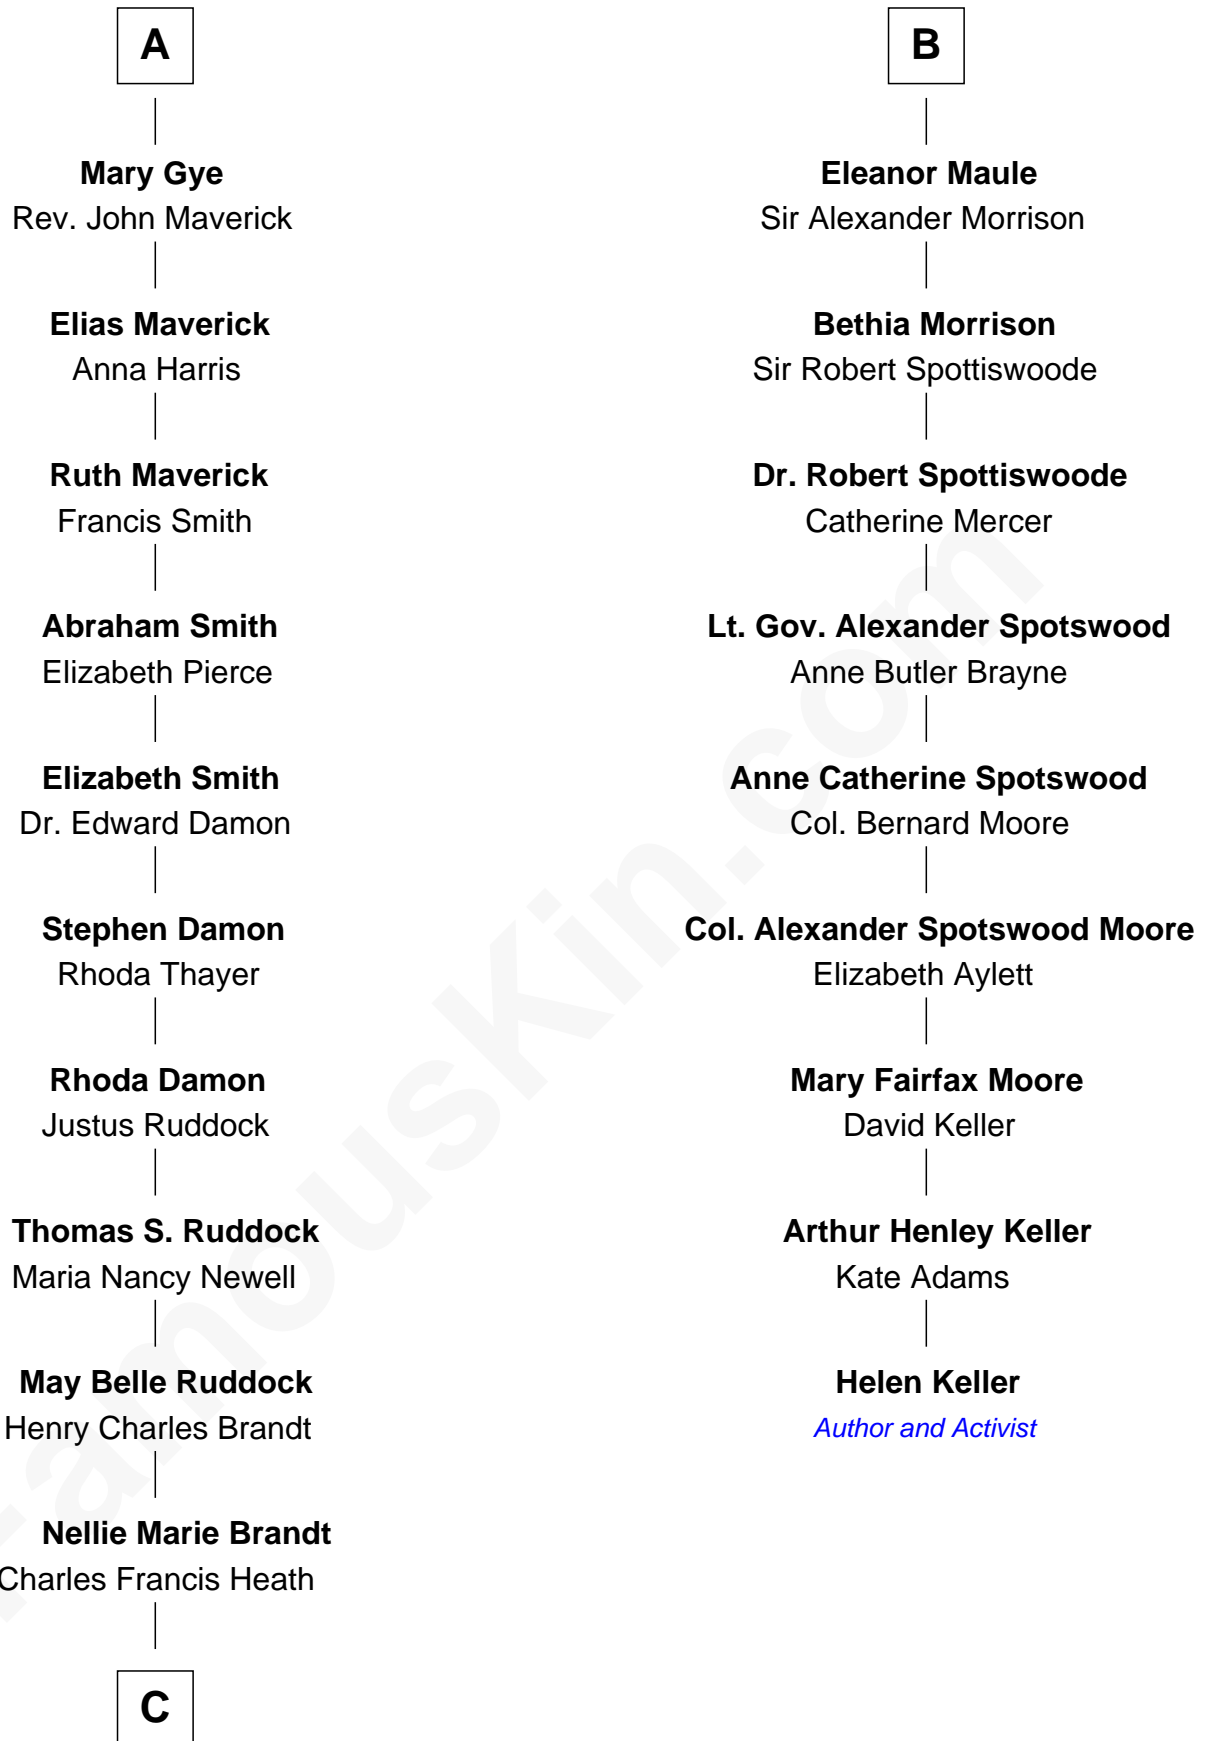 A
Mary Gye
Rev. John Maverick
Elias Maverick
Anna Harris
Ruth Maverick
Francis Smith
Abraham Smith
Elizabeth Pierce
Elizabeth Smith
Dr. Edward Damon
Stephen Damon
Rhoda Thayer
Rhoda Damon
Justus Ruddock
Thomas S. Ruddock
Maria Nancy Newell
May Belle Ruddock
Henry Charles Brandt
Nellie Marie Brandt
Charles Francis Heath
C
B
Eleanor Maule
Sir Alexander Morrison
Bethia Morrison
Sir Robert Spottiswoode
Dr. Robert Spottiswoode
Catherine Mercer
Lt. Gov. Alexander Spotswood
Anne Butler Brayne
Anne Catherine Spotswood
Col. Bernard Moore
Col. Alexander Spotswood Moore
Elizabeth Aylett
Mary Fairfax Moore
David Keller
Arthur Henley Keller
Kate Adams
Helen Keller
Author and Activist
FamousKin.com